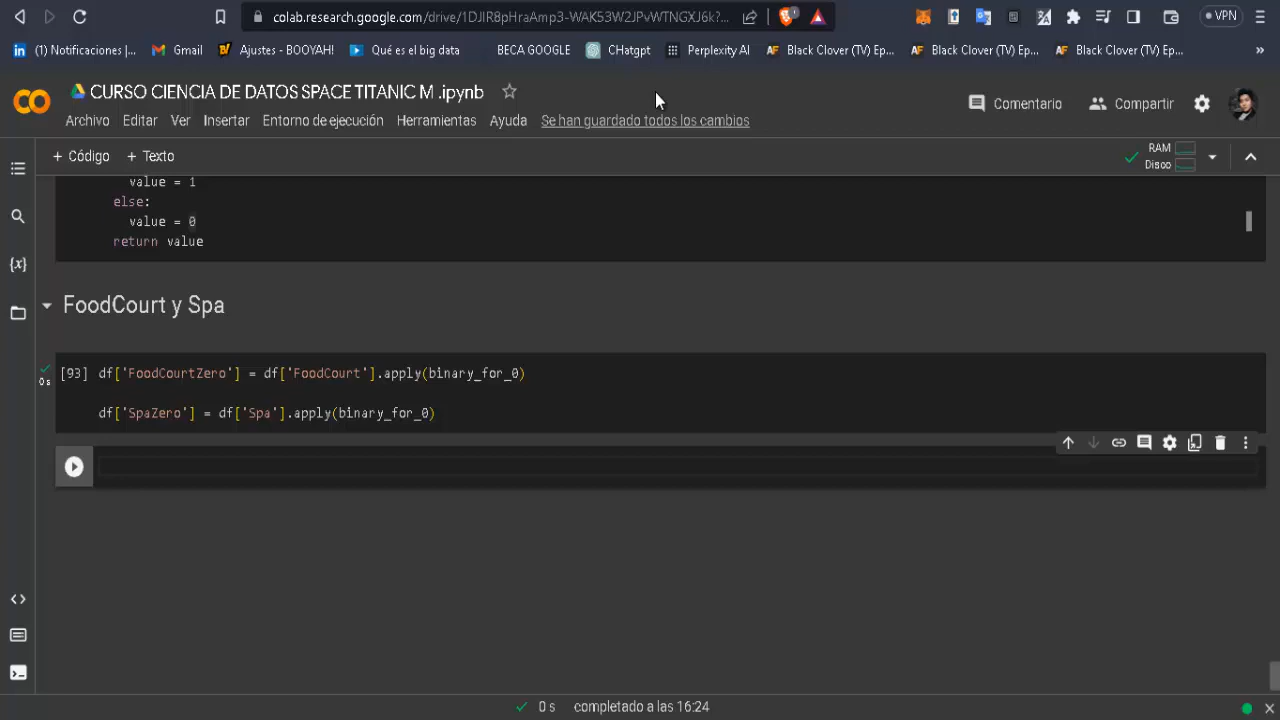 colab.research.google.com/drive/1DJIR8pHraAmp3-WAK53W2JPvWTNGXJ6k?...
VPN
(1) Notificaciones |...
Gmail
Ajustes - BOOYAH!
Qué es el big data
BECA GOOGLE
CHatgpt
Perplexity AI
Black Clover (TV) Ep...
Black Clover (TV) Ep...
Black Clover (TV) Ep...
»
CURSO CIENCIA DE DATOS SPACE TITANIC M .ipynb
Comentario
Compartir
Archivo Editar Ver Insertar Entorno de ejecución Herramientas Ayuda Se han guardado todos los cambios
+ Código + Texto
RAM
Disco
value = 1
else:
value = 0
return value
FoodCourt y Spa
[93] df['FoodCourtZero'] = df['FoodCourt'].apply(binary_for_0)
0 s
df['SpaZero'] = df['Spa'].apply(binary_for_0)
0 s completado a las 16:24